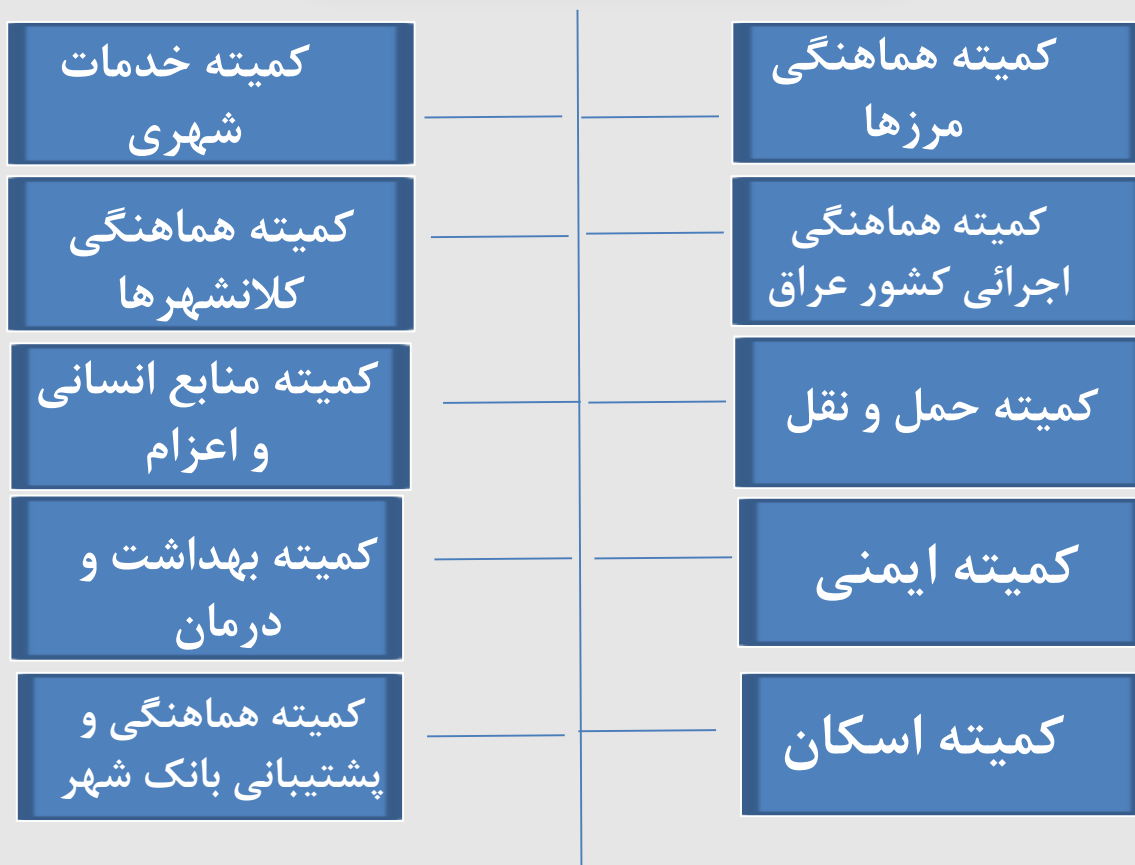 کمیته هماهنگی
مرزها
کمیته خدمات
شهری
کمیته هماهنگی
اجرائی کشور عراق
کمیته هماهنگی
کلانشهرها
کمیته حمل و نقل
کمیته منابع انسانی
و اعزام
کمیته ایمنی
کمیته بهداشت و
درمان
کمیته اسکان
کمیته هماهنگی و
پشتیبانی بانک شهر